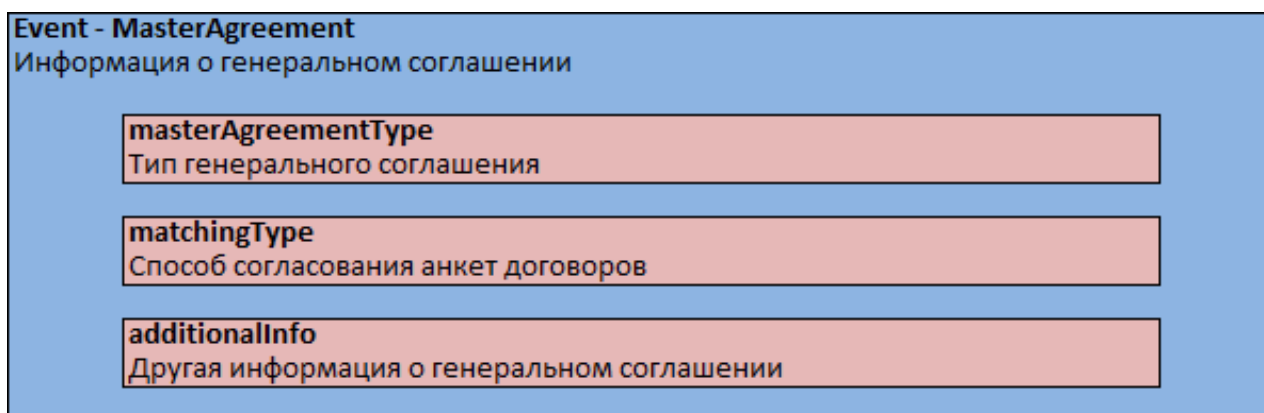 Event - MasterAgreement
Информация о генеральном соглашении
masterAgreementType
Тип генерального соглашения
matchingType
Способ согласования анкет договоров
additionalInfo
Другая информация о генеральном соглашении